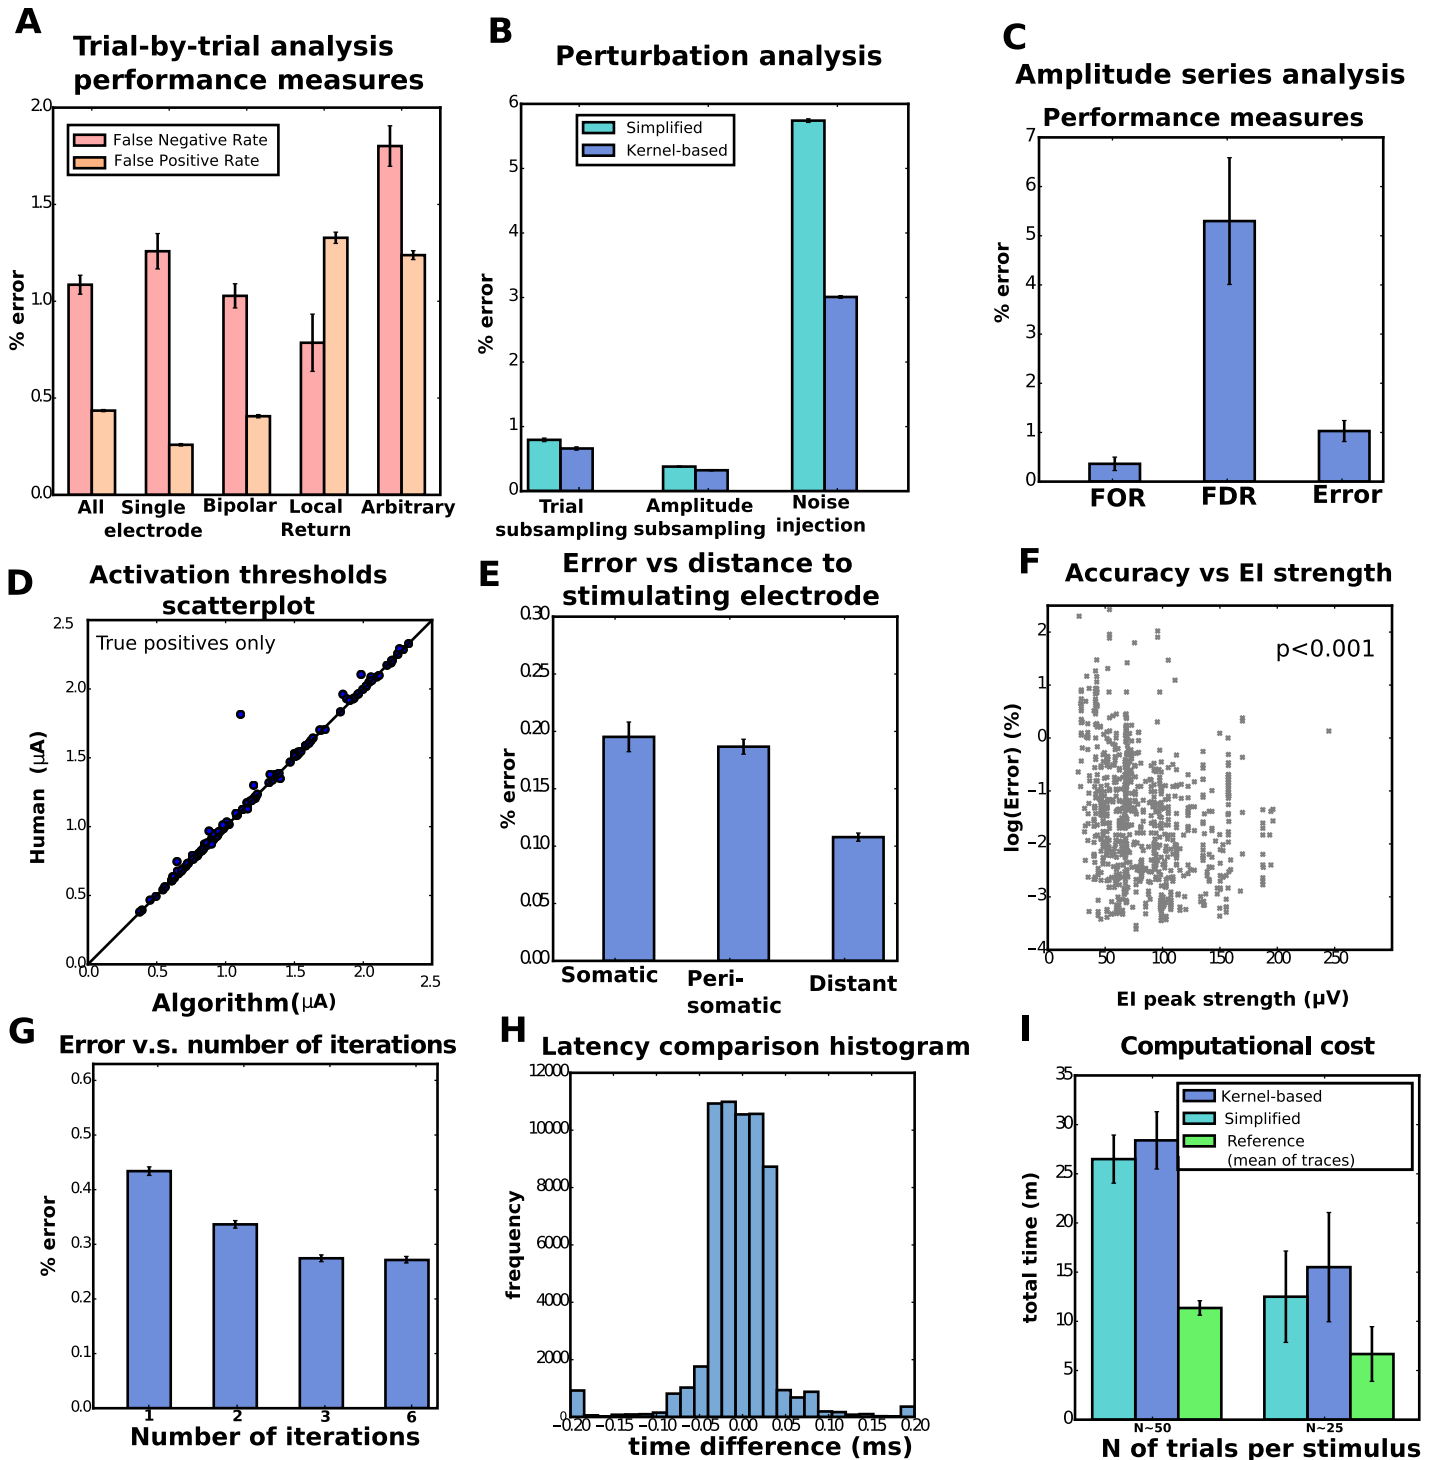 A
Trial-by-trial analysis
performance measures
2.0
1.5
1.0
0.5
0.0
% error
False Negative Rate
False Positive Rate
All
Single
electrode
Bipolar
Local
Return
Arbitrary
B
Perturbation analysis
6
5
4
3
2
1
0
% error
Simplified
Kernel-based
Trial
subsampling
Amplitude
subsampling
Noise
injection
C
Amplitude series analysis
Performance measures
7
6
5
4
3
2
1
0
% error
FOR
FDR
Error
D
Activation thresholds
scatterplot
True positives only
2.5
2.0
1.5
1.0
0.5
0.0
Human (µA)
0.0
0.5
1.0
1.5
2.0
2.5
Algorithm(µA)
E
Error vs distance to
stimulating electrode
0.30
0.25
0.20
0.15
0.10
0.05
0.00
% error
Somatic
Peri-
somatic
Distant
F
Accuracy vs EI strength
p<0.001
2
1
0
−1
−2
−3
−4
log(Error) (%)
0
50
100
150
200
250
EI peak strength (µV)
G
Error v.s. number of iterations
0.6
0.5
0.4
0.3
0.2
0.1
0.0
% error
1
2
3
6
Number of iterations
H
Latency comparison histogram
12000
10000
8000
6000
4000
2000
0
frequency
−0.20
−0.15
−0.10
−0.05
0.00
0.05
0.10
0.15
0.20
time difference (ms)
I
Computational cost
35
30
25
20
15
10
5
0
total time (m)
Kernel-based
Simplified
Reference
(mean of traces)
N~50
N~25
N of trials per stimulus